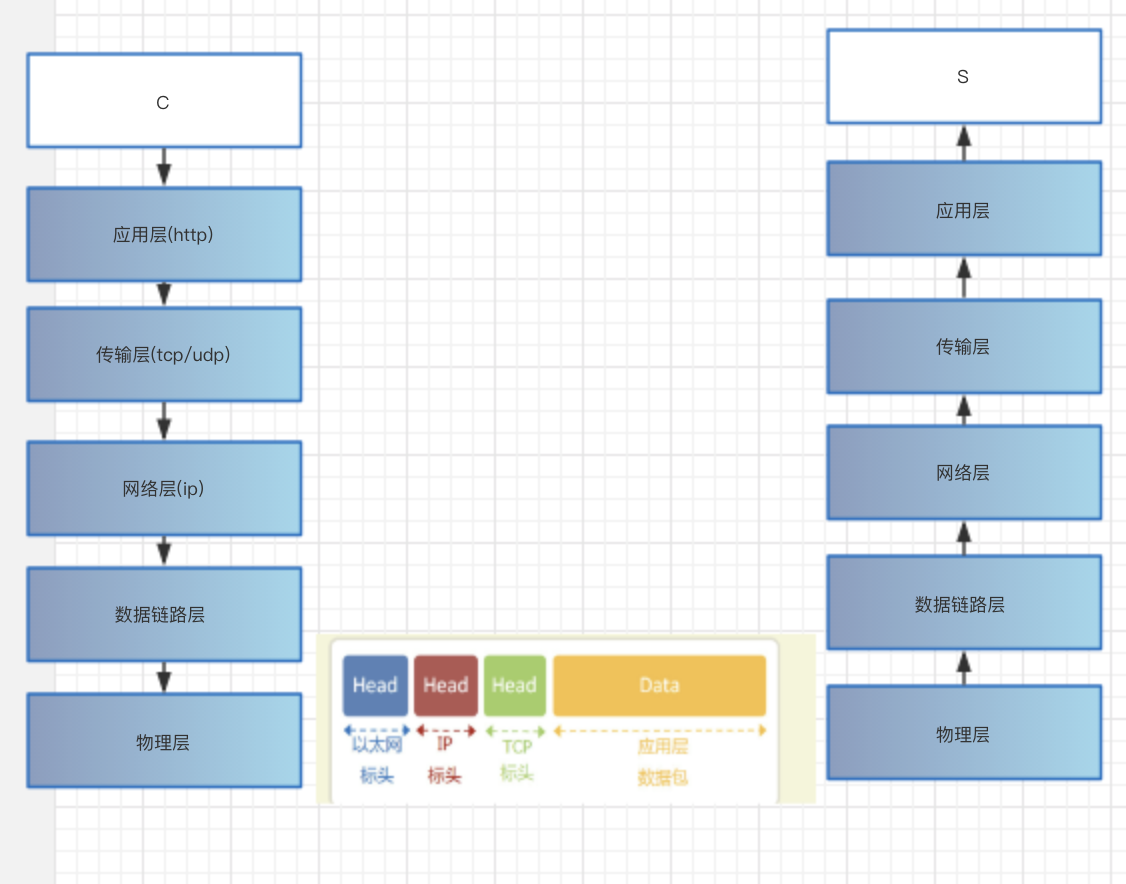 C
应用层(http)
传输层(tcp/udp)
网络层(ip)
数据链路层
物理层
Head Head Head Data
以太网 IP TCP 应用层
标头 标头 标头 数据包
S
应用层
传输层
网络层
数据链路层
物理层